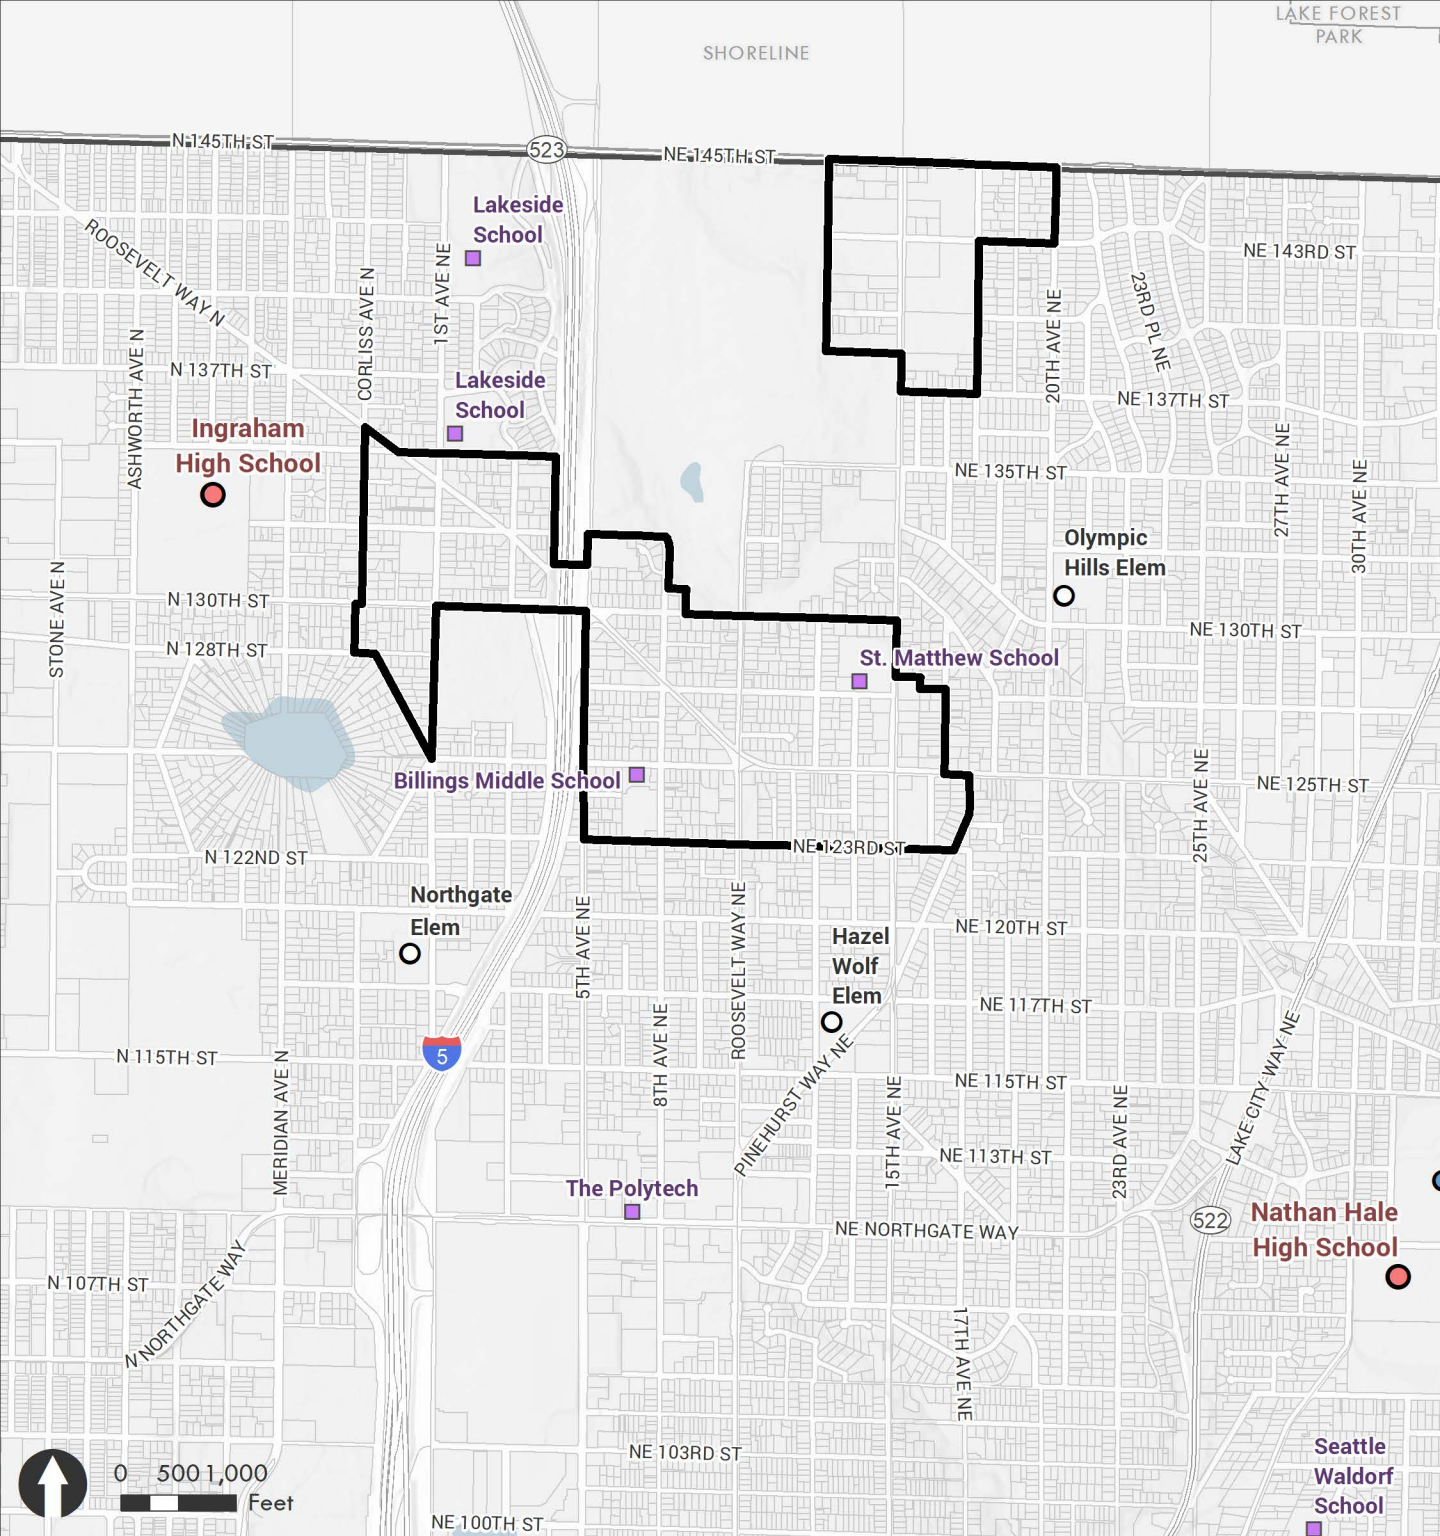 LAKE FOREST
PARK
SHORELINE
N 145TH ST
523
NE 145TH ST
Lakeside
School
ROOSEVELT WAY N
1ST AVE NE
CORLISS AVE N
NE 143RD ST
23RD PL NE
20TH AVE NE
ASHWORTH AVE N
N 137TH ST
Lakeside
School
NE 137TH ST
Ingraham
High School
NE 135TH ST
27TH AVE NE
30TH AVE NE
Olympic
Hills Elem
STONE AVE N
N 130TH ST
NE 130TH ST
N 128TH ST
St. Matthew School
Billings Middle School
NE 125TH ST
25TH AVE NE
NE 123RD ST
N 122ND ST
Northgate
Elem
5TH AVE NE
ROOSEVELT WAY NE
Hazel
Wolf
Elem
NE 120TH ST
NE 117TH ST
8TH AVE NE
5
N 115TH ST
MERIDIAN AVE N
PINEHURST WAY NE
15TH AVE NE
NE 115TH ST
23RD AVE NE
LAKE CITY WAY NE
NE 113TH ST
The Polytech
NE NORTHGATE WAY
522
Nathan Hale
High School
N 107TH ST
N NORTHGATE WAY
17TH AVE NE
NE 103RD ST
Seattle
Waldorf
School
0 500 1,000
Feet
NE 100TH ST